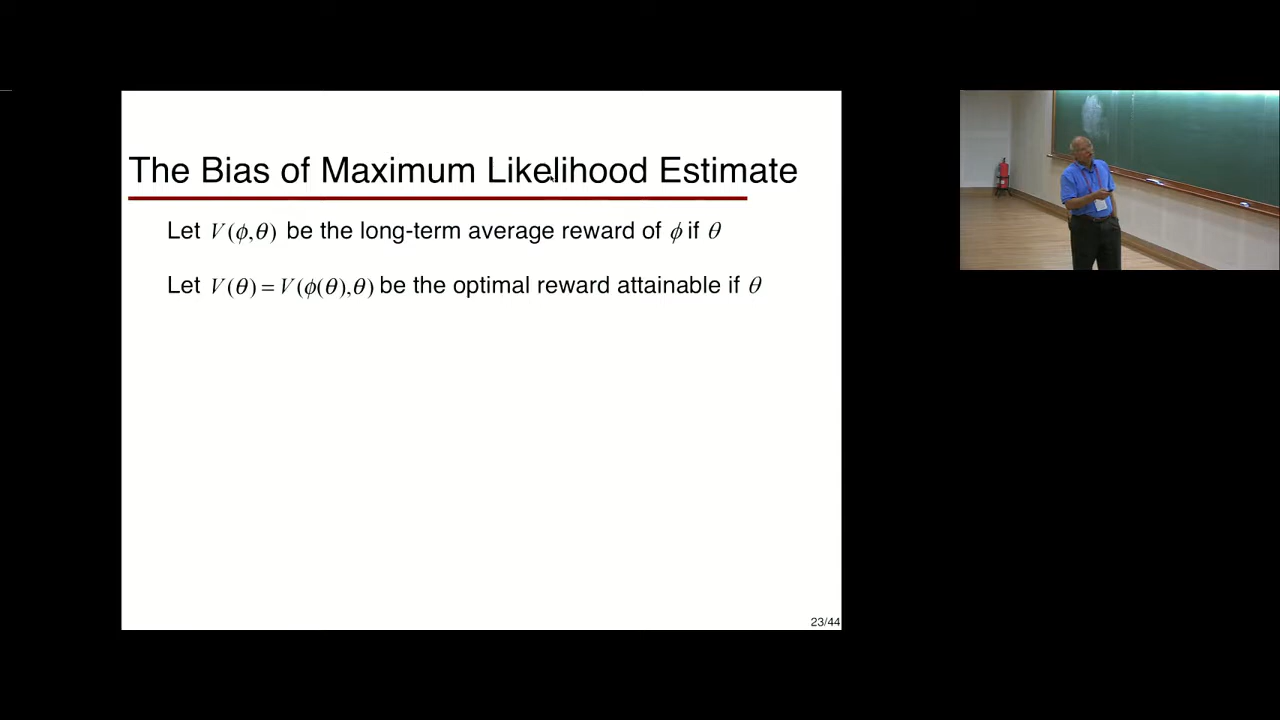 The Bias of Maximum Likelihood Estimate
Let V(ϕ,θ) be the long-term average reward of ϕ if θ
Let V(θ) = V(ϕ(θ),θ) be the optimal reward attainable if θ
23/44